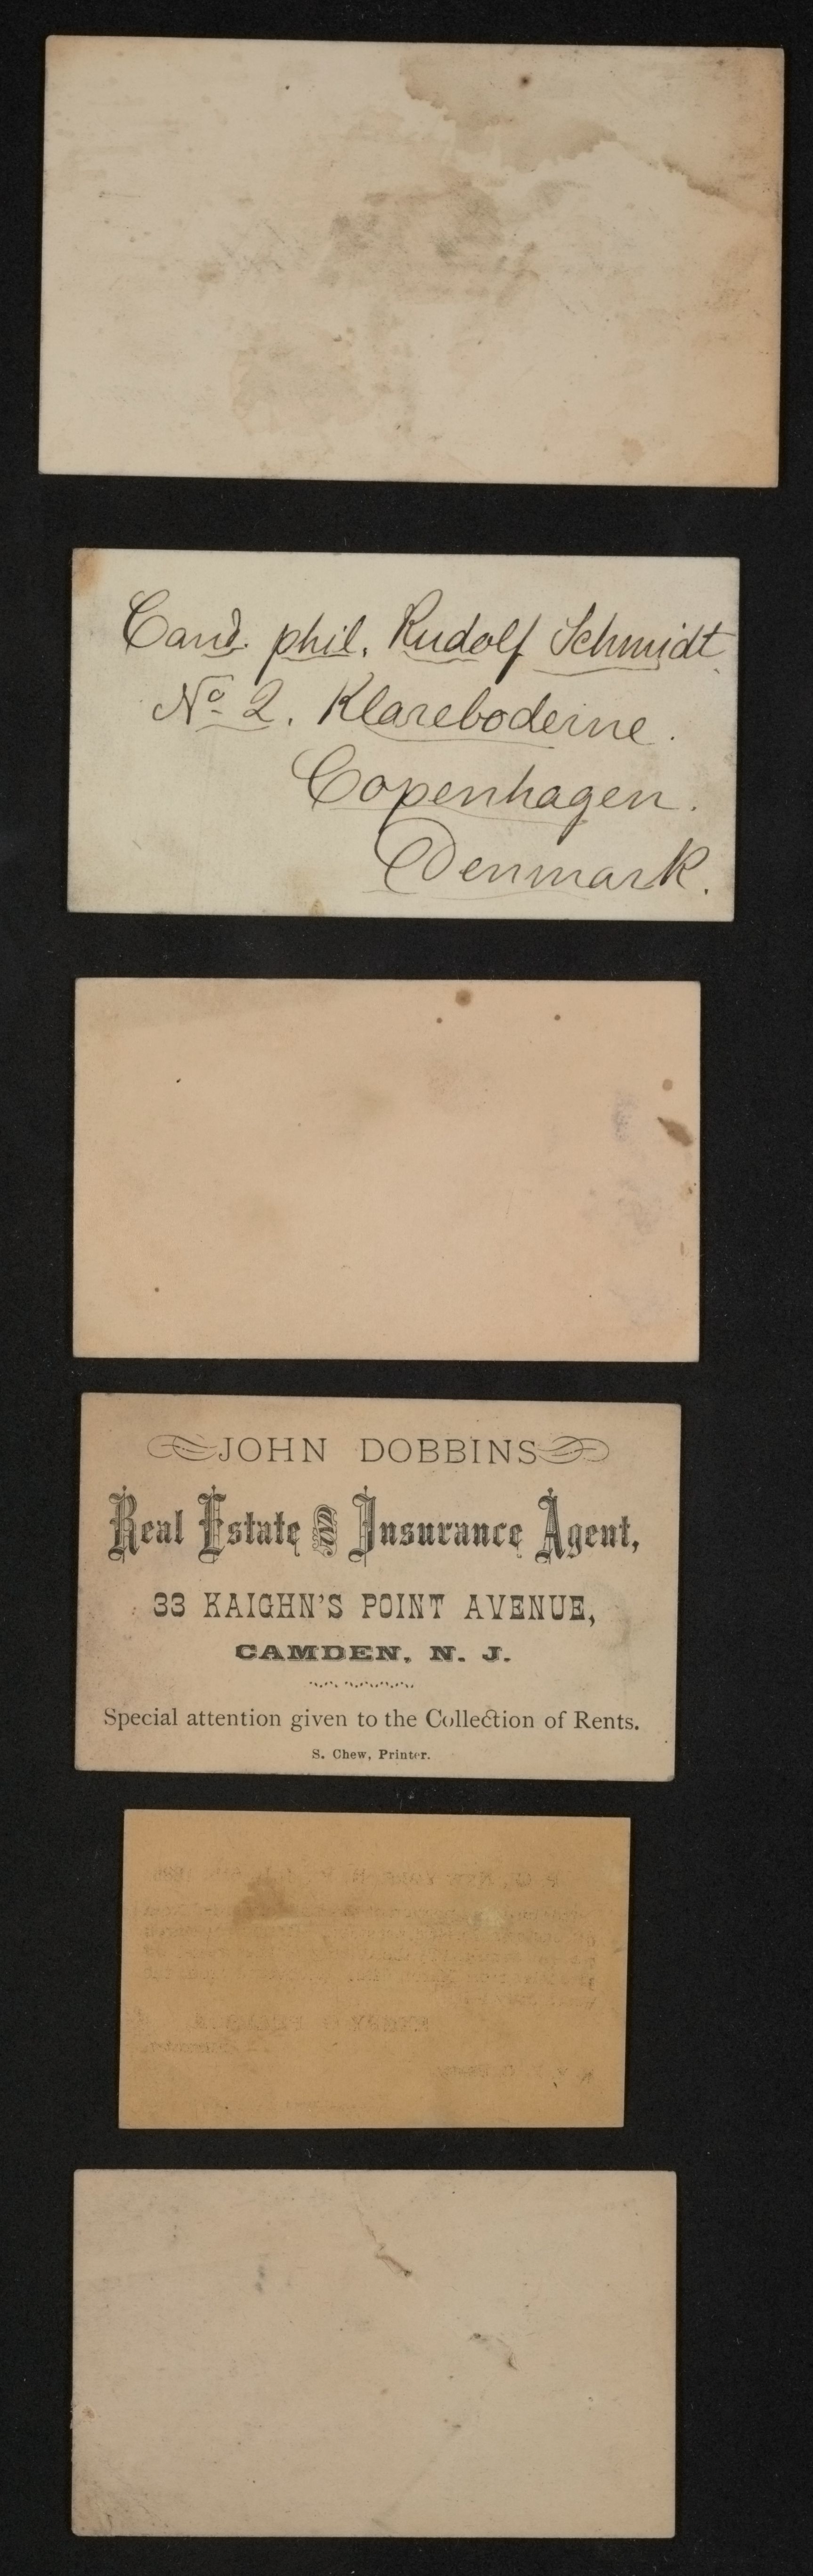 Cand. phil. Rudolf Schmidt
No 2. Klareboderne.
Copenhagen.
Denmark.
JOHN DOBBINS
Real Estate and Insurance Agent,
33 KAIGHN'S POINT AVENUE,
CAMDEN, N. J.
Special attention given to the Collection of Rents.
S. Chew, Printer.